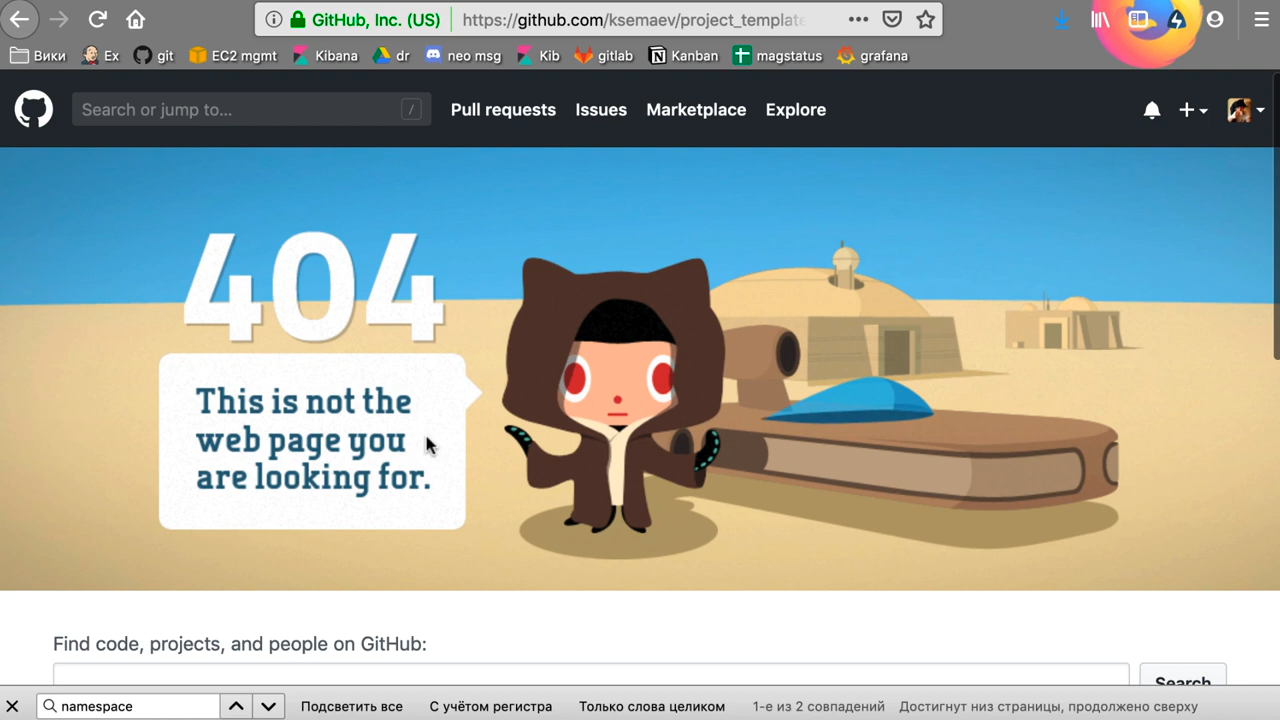 GitHub, Inc. (US) https://github.com/ksemaev/project_template
Вики Ex git EC2 mgmt Kibana dr neo msg Kib gitlab Kanban magstatus grafana
Search or jump to... / Pull requests Issues Marketplace Explore
404
This is not the
web page you
are looking for.
Find code, projects, and people on GitHub:
Search
namespace Подсветить все С учётом регистра Только слова целиком 1-е из 2 совпадений Достигнут низ страницы, продолжено сверху